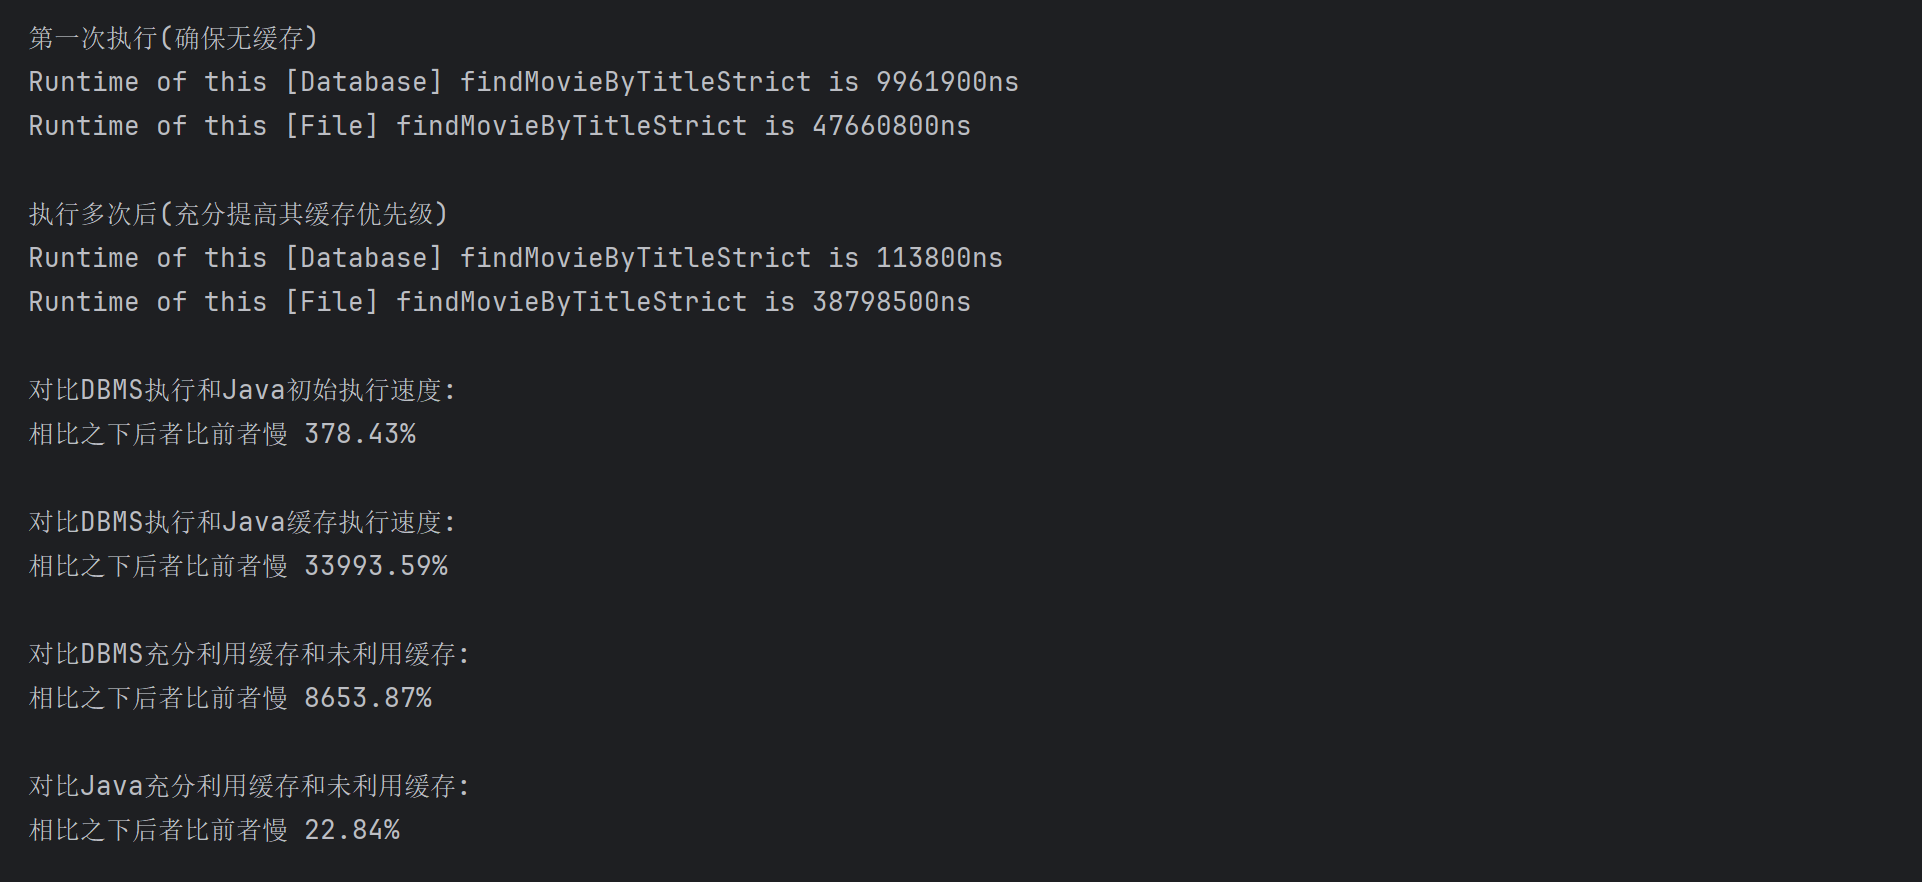 第一次执行(确保无缓存)
Runtime of this [Database] findMovieByTitleStrict is 9961900ns
Runtime of this [File] findMovieByTitleStrict is 47660800ns
执行多次后(充分提高其缓存优先级)
Runtime of this [Database] findMovieByTitleStrict is 113800ns
Runtime of this [File] findMovieByTitleStrict is 38798500ns
对比DBMS执行和Java初始执行速度:
相比之下后者比前者慢 378.43%
对比DBMS执行和Java缓存执行速度:
相比之下后者比前者慢 33993.59%
对比DBMS充分利用缓存和未利用缓存:
相比之下后者比前者慢 8653.87%
对比Java充分利用缓存和未利用缓存:
相比之下后者比前者慢 22.84%